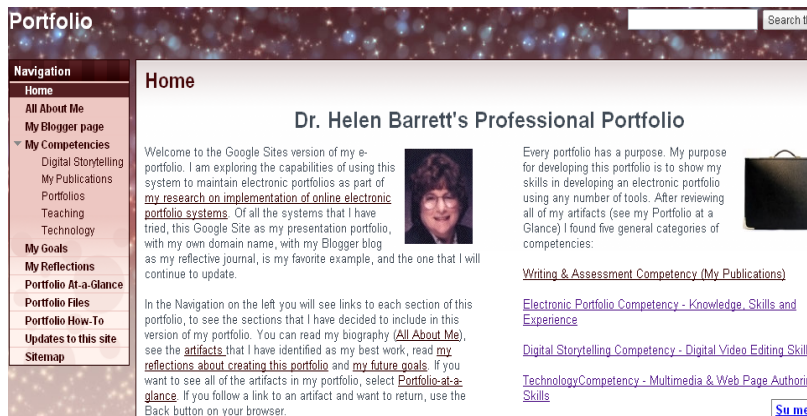 Portfolio
Search th
Navigation
Home
All About Me
My Blogger page
My Competencies
Digital Storytelling
My Publications
Portfolios
Teaching
Technology
My Goals
My Reflections
Portfolio At-a-Glance
Portfolio Files
Portfolio How-To
Updates to this site
Sitemap
Home
Dr. Helen Barrett's Professional Portfolio
Welcome to the Google Sites version of my e-
portfolio. I am exploring the capabilities of using this
system to maintain electronic portfolios as part of
my research on implementation of online electronic
portfolio systems. Of all the systems that I have
tried, this Google Site as my presentation portfolio,
with my own domain name, with my Blogger blog
as my reflective journal, is my favorite example, and the one that I will
continue to update.
In the Navigation on the left you will see links to each section of this
portfolio, to see the sections that I have decided to include in this
version of my portfolio. You can read my biography (All About Me),
see the artifacts that I have identified as my best work, read my
reflections about creating this portfolio and my future goals. If you
want to see all of the artifacts in my portfolio, select Portfolio-at-a-
glance. If you follow a link to an artifact and want to return, use the
Back button on your browser.
Every portfolio has a purpose. My purpose
for developing this portfolio is to show my
skills in developing an electronic portfolio
using any number of tools. After reviewing
all of my artifacts (see my Portfolio at a
Glance) I found five general categories of
competencies:
Writing & Assessment Competency (My Publications)
Electronic Portfolio Competency - Knowledge, Skills and
Experience
Digital Storytelling Competency - Digital Video Editing Skill
TechnologyCompetency - Multimedia & Web Page Authori
Skills
Su me